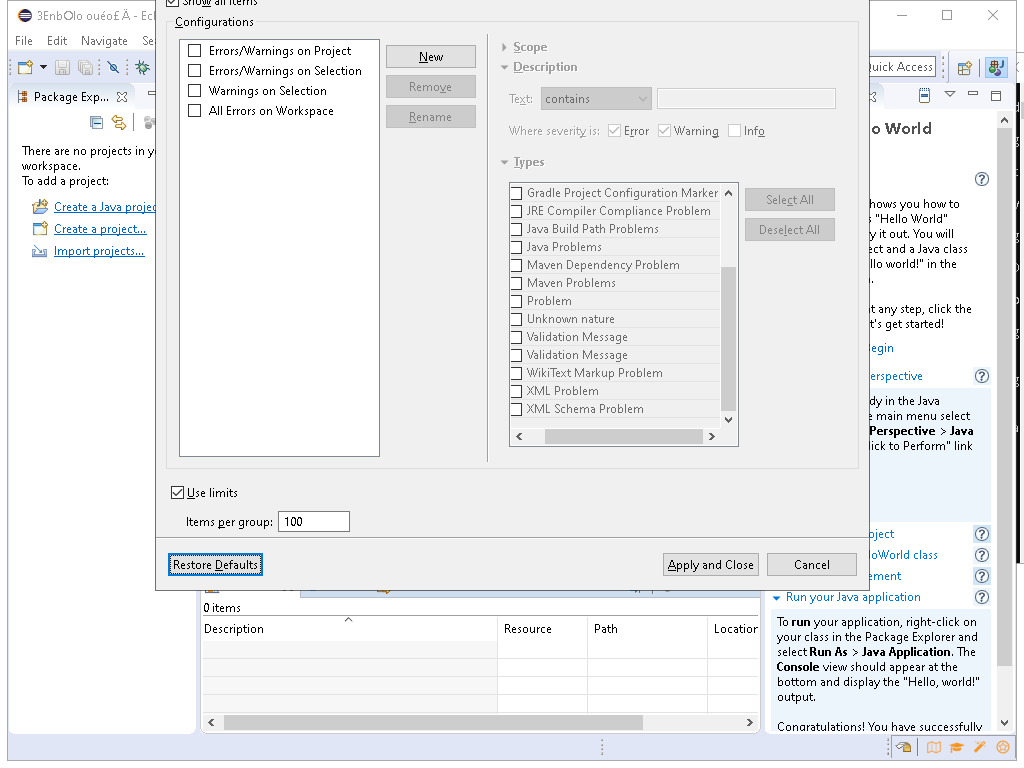 3EnbOlo ouéo£Ä - Ecl
Show all items
File Edit Navigate Se
Configurations
Errors/Warnings on Project
Errors/Warnings on Selection
Warnings on Selection
All Errors on Workspace
New
Remove
Rename
Scope
Description
Text: contains
Where severity is: Error Warning Info
Types
Gradle Project Configuration Marker
JRE Compiler Compliance Problem
Java Build Path Problems
Java Problems
Maven Dependency Problem
Maven Problems
Problem
Unknown nature
Validation Message
Validation Message
WikiText Markup Problem
XML Problem
XML Schema Problem
Select All
Deselect All
Use limits
Items per group: 100
Restore Defaults
Apply and Close
Cancel
Package Exp...
There are no projects in y
workspace.
To add a project:
Create a Java projec
Create a project...
Import projects...
Quick Access
lo World
hows you how to
s "Hello World"
y it out. You will
ect and a Java class
llo world!" in the
t any step, click the
t's get started!
egin
erspective
dy in the Java
e main menu select
Perspective > Java
lick to Perform" link
oject
loWorld class
ement
Run your Java application
To run your application, right-click on
your class in the Package Explorer and
select Run As > Java Application. The
Console view should appear at the
bottom and display the "Hello, world!"
output.
Congratulations! You have successfully
0 items
Description Resource Path Location